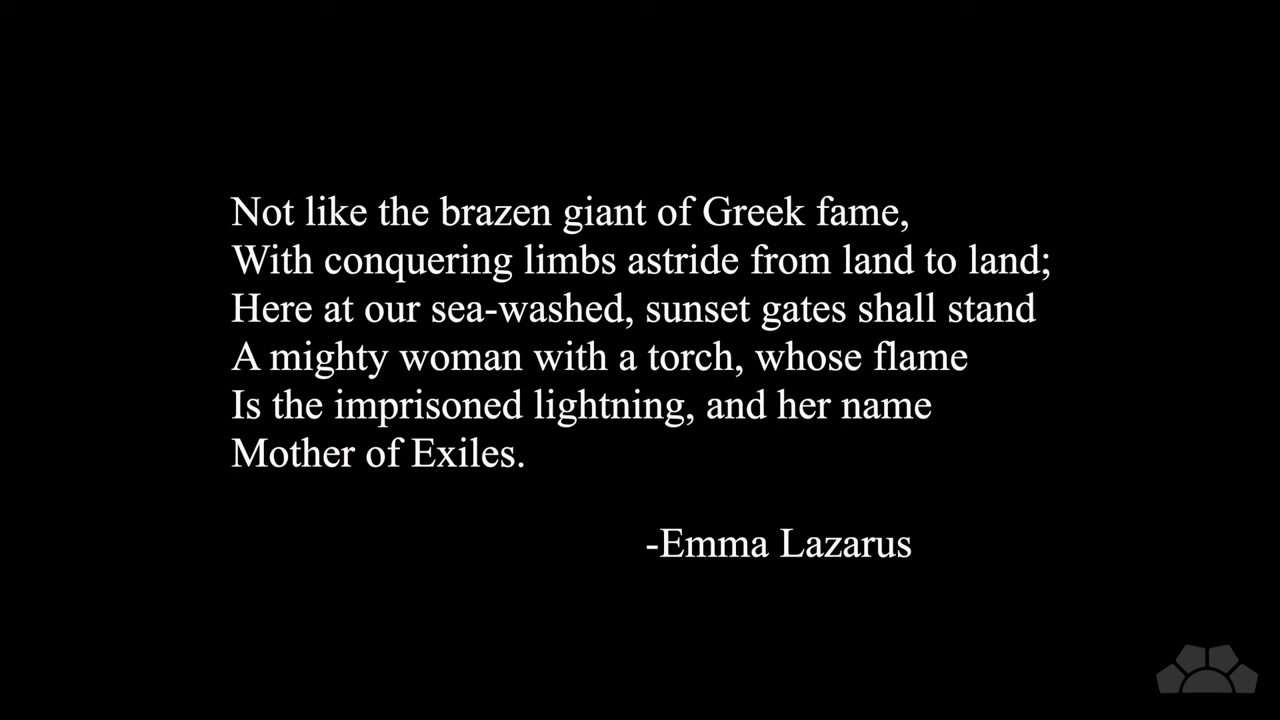 Not like the brazen giant of Greek fame,
With conquering limbs astride from land to land;
Here at our sea-washed, sunset gates shall stand
A mighty woman with a torch, whose flame
Is the imprisoned lightning, and her name
Mother of Exiles.
-Emma Lazarus